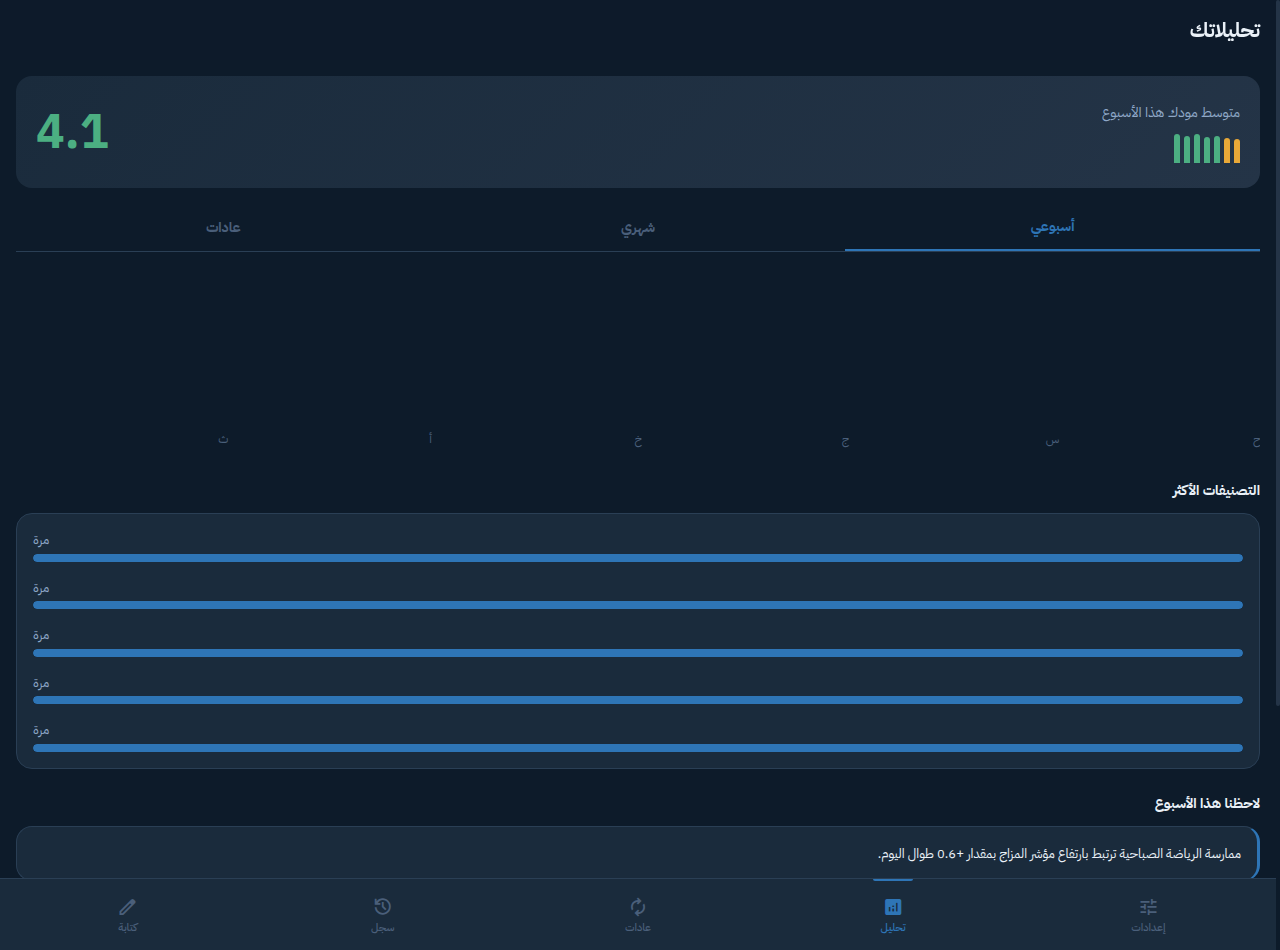 تحليلاتك
متوسط مودك هذا الأسبوع
4.1
أسبوعي
شهري
عادات
ح س ج خ أ ث
التصنيفات الأكثر
مرة
مرة
مرة
مرة
مرة
لاحظنا هذا الأسبوع
ممارسة الرياضة الصباحية ترتبط بارتفاع مؤشر المزاج بمقدار +0.6 طوال اليوم.
إعدادات
تحليل
عادات
سجل
كتابة